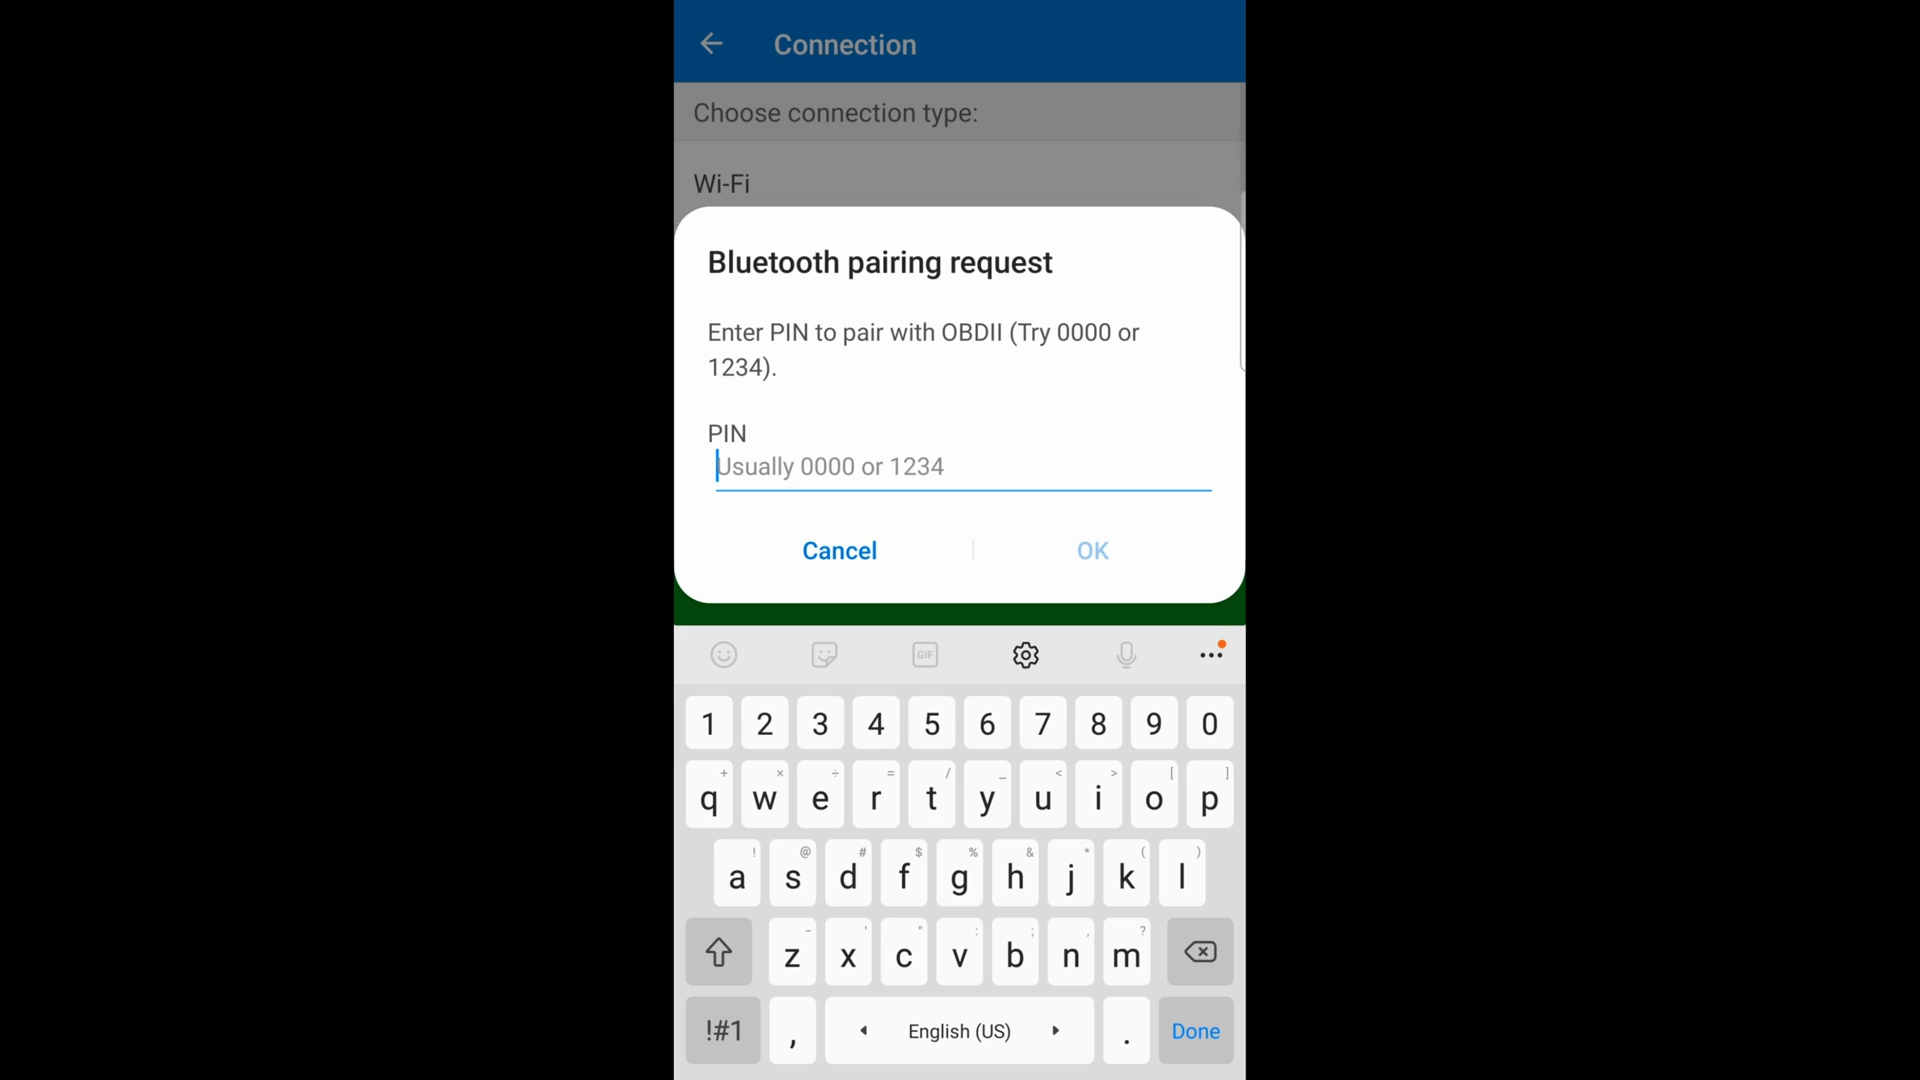 Connection
Choose connection type:
Wi-Fi
Bluetooth pairing request
Enter PIN to pair with OBDII (Try 0000 or
1234).
PIN
Usually 0000 or 1234
Cancel OK
GIF
1 2 3 4 5 6 7 8 9 0
+ × ÷ = / _ < > [ ]
q w e r t y u i o p
! @ # $ % & * ( )
a s d f g h j k l
- ' " : ; , ?
z x c v b n m
!#1 , English (US) . Done